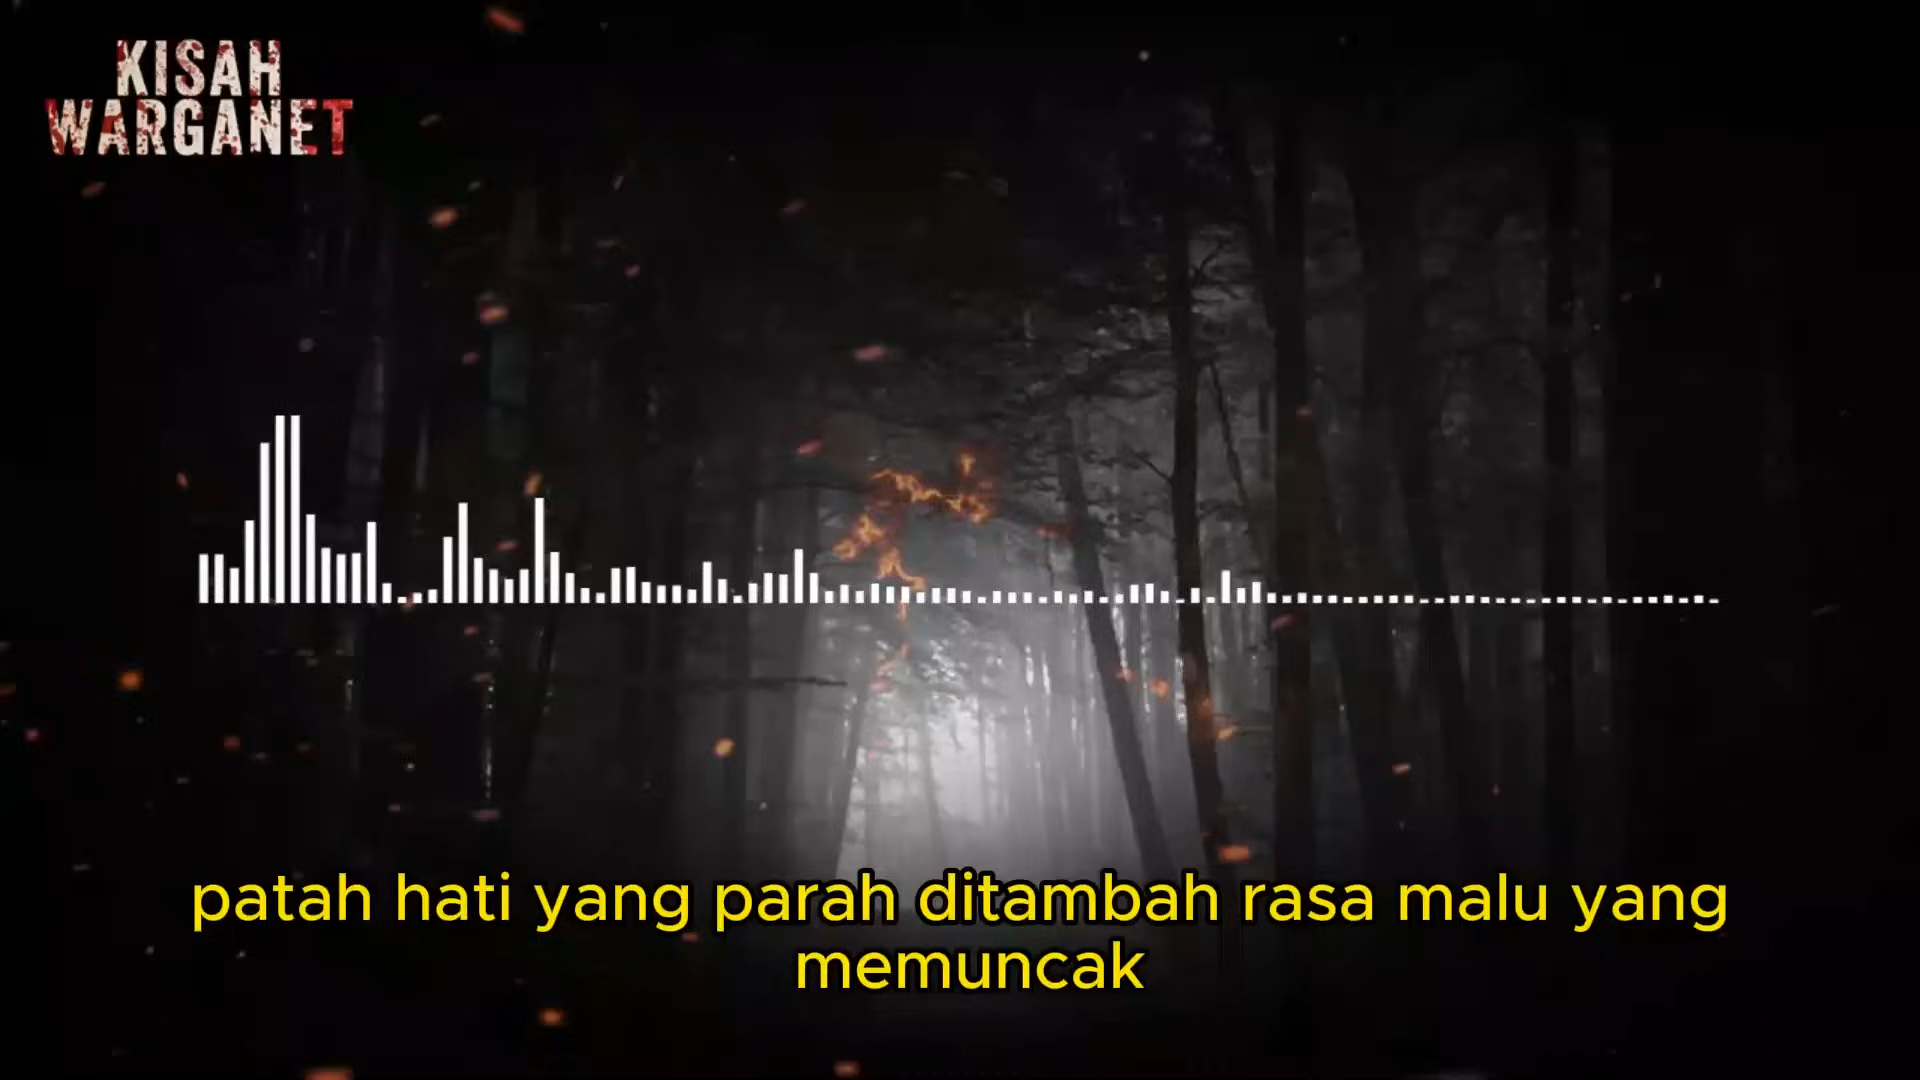 KISAH
WARGANET
patah hati yang parah ditambah rasa malu yang
memuncak